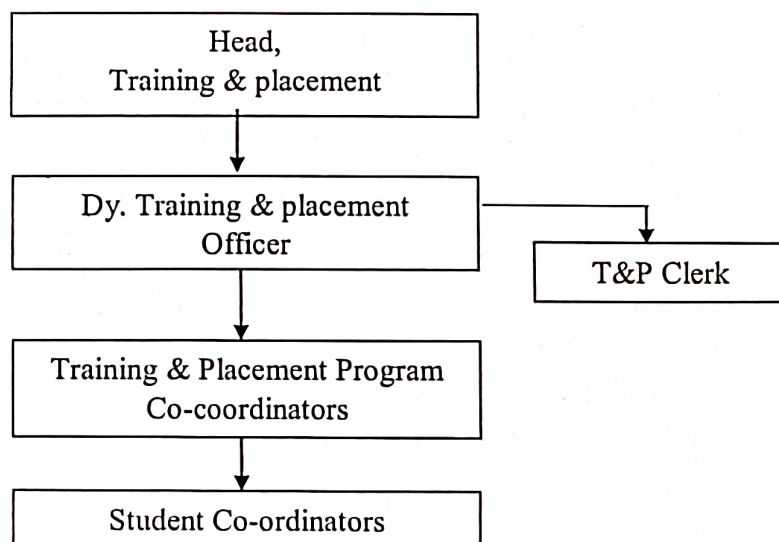 Head,
Training & placement
Dy. Training & placement
Officer
T&P Clerk
Training & Placement Program
Co-coordinators
Student Co-ordinators